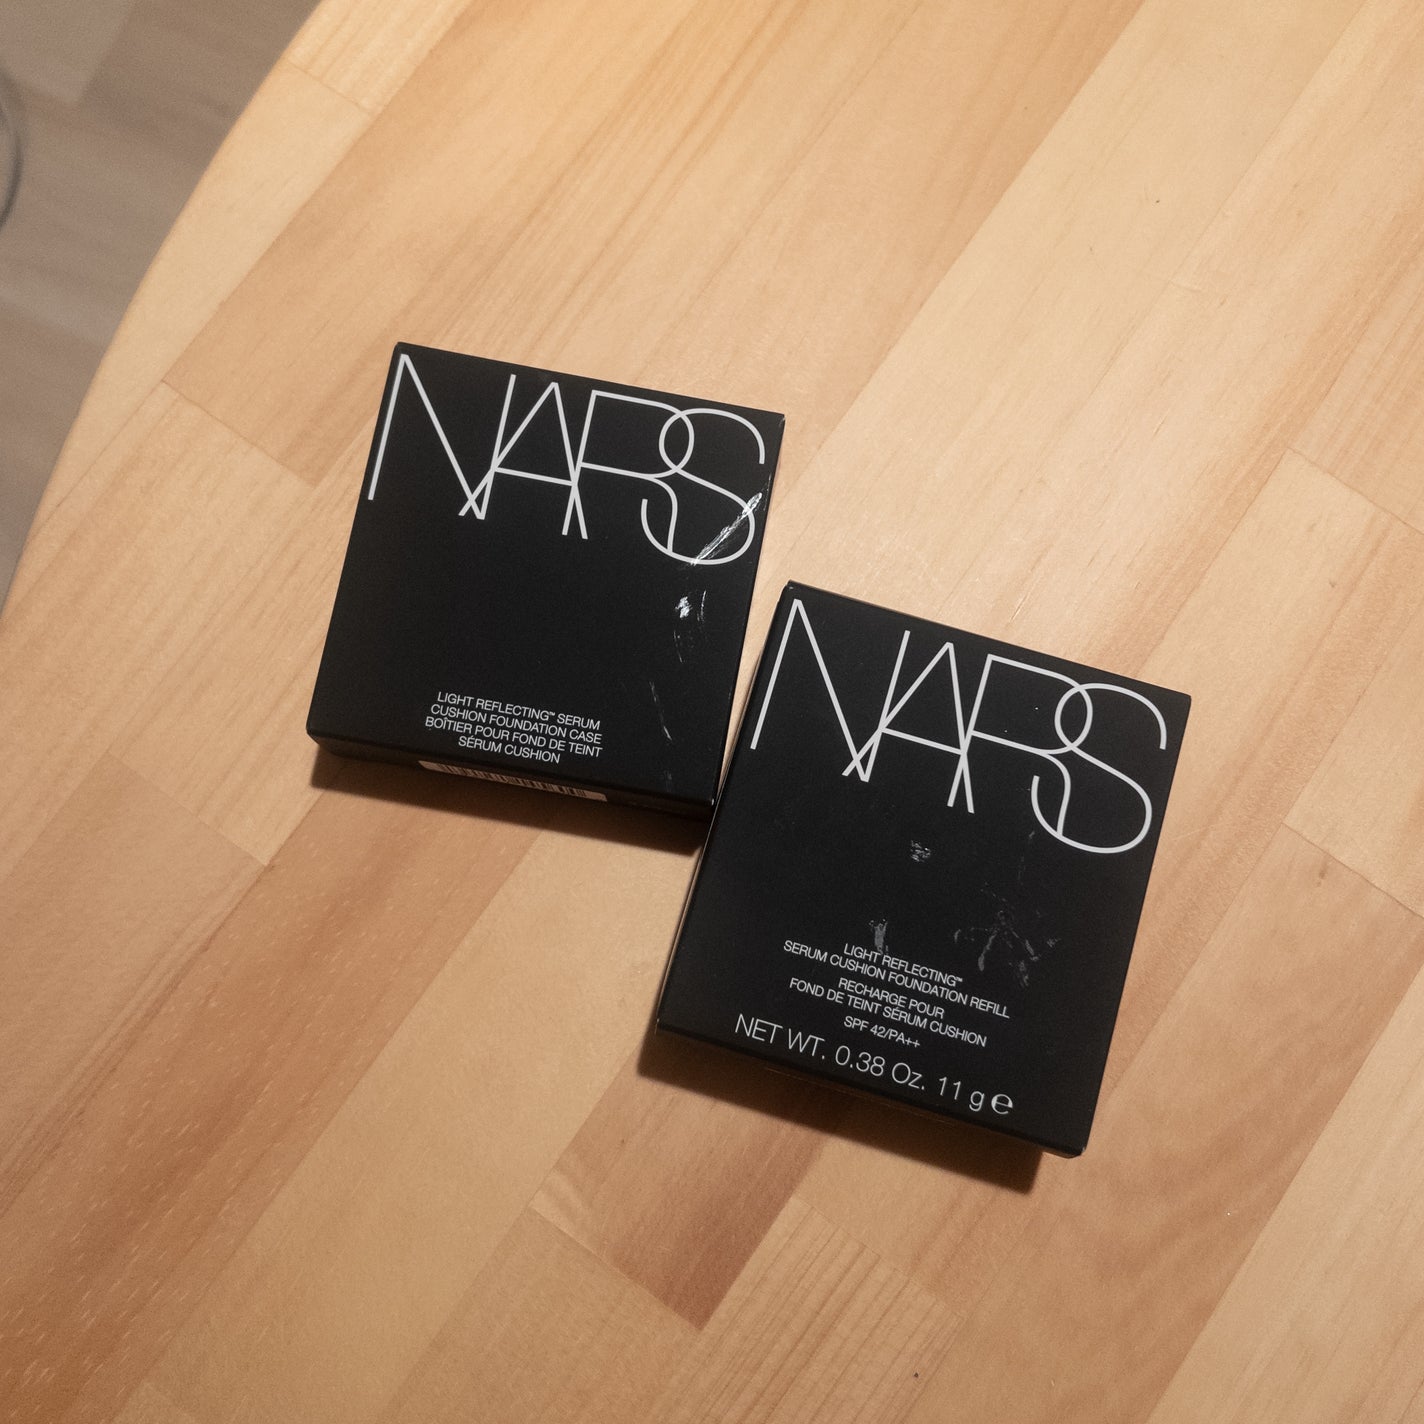 NARS
LIGHT REFLECTING™ SERUM
CUSHION FOUNDATION CASE
BOÎTIER POUR FOND DE TEINT
SÉRUM CUSHION
NARS
LIGHT REFLECTING™
SERUM CUSHION FOUNDATION REFILL
RECHARGE POUR
FOND DE TEINT SÉRUM CUSHION
SPF 42/PA++
NET WT. 0.38 Oz. 11 g ℮